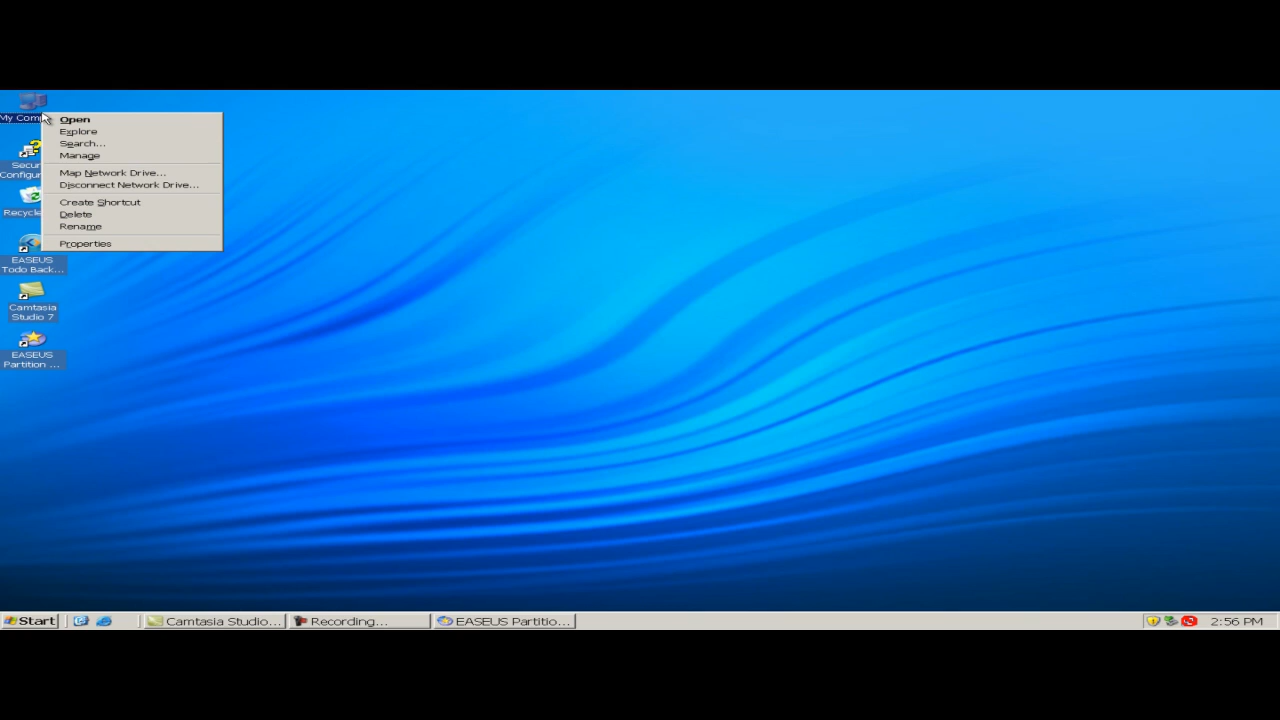 My Comp
Open
Explore
Search...
Manage
Map Network Drive...
Disconnect Network Drive...
Create Shortcut
Delete
Rename
Properties
Secur
Configur
Recycle
EASEUS
Todo Back...
Camtasia
Studio 7
EASEUS
Partition ...
Start
Camtasia Studio...
Recording...
EASEUS Partitio...
2:56 PM